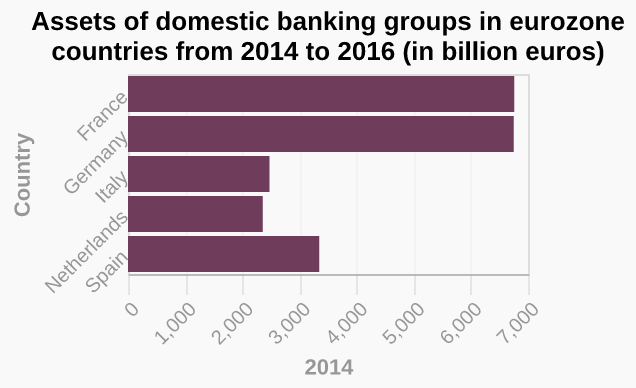 Assets of domestic banking groups in eurozone
countries from 2014 to 2016 (in billion euros)
Country
France
Germany
Italy
Netherlands
Spain
0
1,000
2,000
3,000
4,000
5,000
6,000
7,000
2014